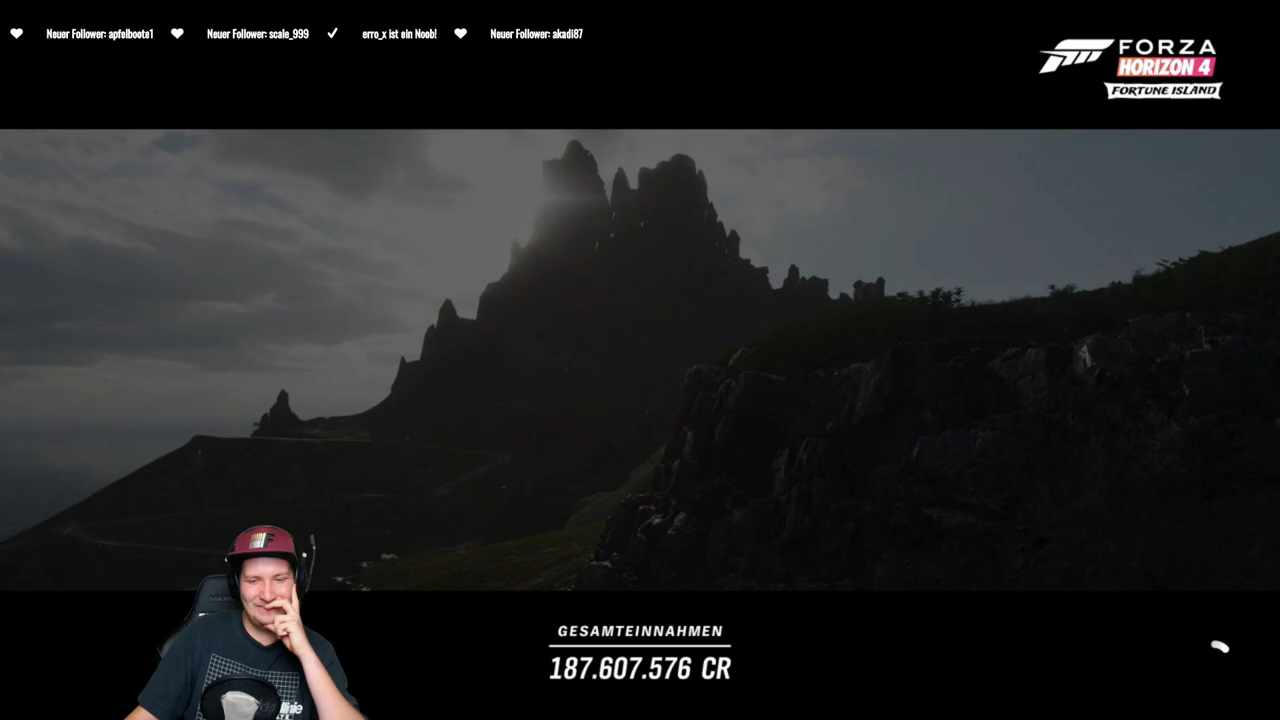 Neuer Follower: apfelboote1
Neuer Follower: scale_999
erro_x ist ein Noob!
Neuer Follower: akadi87
FORZA
HORIZON 4
FORTUNE ISLAND
GESAMTEINNAHMEN
187.607.576 CR